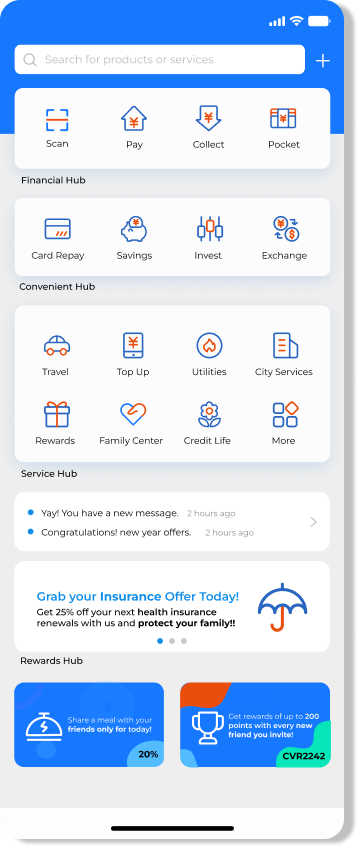 Search for products or services
Scan Pay Collect Pocket
Financial Hub
Card Repay Savings Invest Exchange
Convenient Hub
Travel Top Up Utilities City Services
Rewards Family Center Credit Life More
Service Hub
Yay! You have a new message. 2 hours ago
Congratulations! new year offers. 2 hours ago
Grab your Insurance Offer Today!
Get 25% off your next health insurance
renewals with us and protect your family!!
Rewards Hub
Share a meal with your
friends only for today!
20%
Get rewards of up to 200
points with every new
friend you invite!
CVR2242